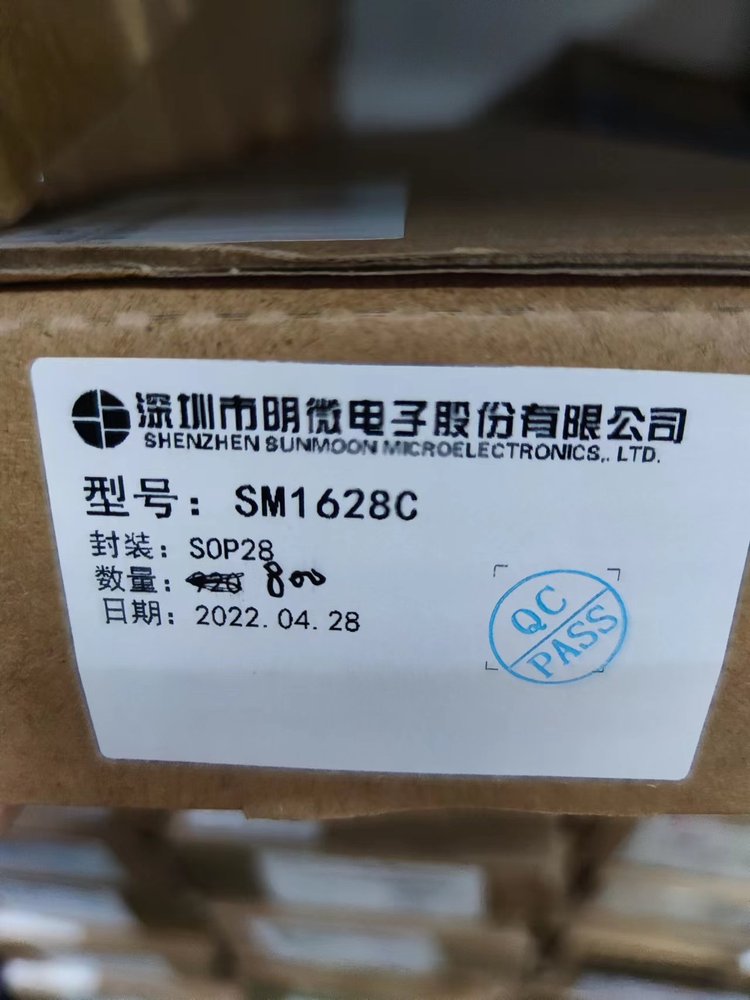 深圳市明微电子股份有限公司
SHENZHEN SUNMOON MICROELECTRONICS,. LTD.
型号: SM1628C
封装: SOP28
数量: 920 800
日期: 2022.04.28
QC
PASS